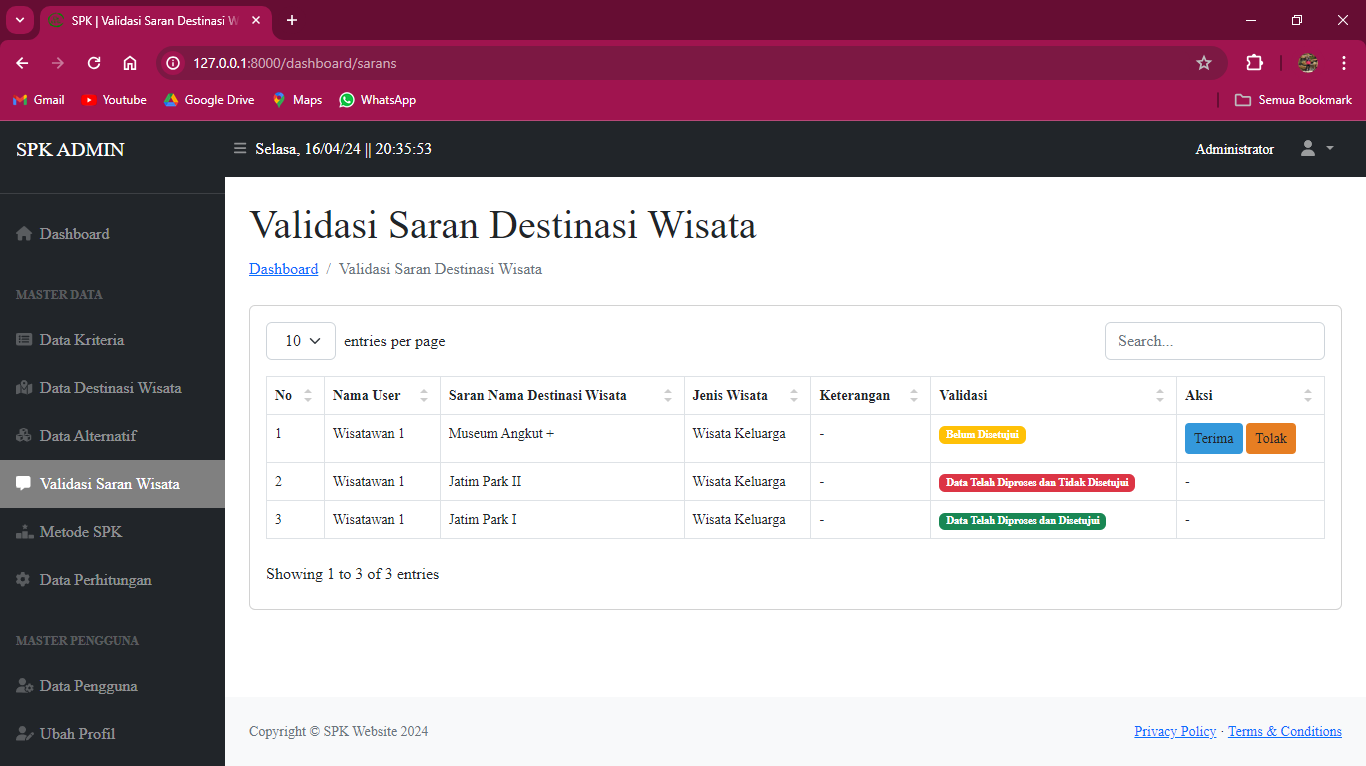 SPK | Validasi Saran Destinasi W
127.0.0.1:8000/dashboard/sarans
Gmail Youtube Google Drive Maps WhatsApp Semua Bookmark
SPK ADMIN Selasa, 16/04/24 || 20:35:53 Administrator
Dashboard
MASTER DATA
Data Kriteria
Data Destinasi Wisata
Data Alternatif
Validasi Saran Wisata
Metode SPK
Data Perhitungan
MASTER PENGGUNA
Data Pengguna
Ubah Profil
Validasi Saran Destinasi Wisata
Dashboard / Validasi Saran Destinasi Wisata
10 entries per page Search...
No Nama User Saran Nama Destinasi Wisata Jenis Wisata Keterangan Validasi Aksi
1 Wisatawan 1 Museum Angkut + Wisata Keluarga - Belum Disetujui Terima Tolak
2 Wisatawan 1 Jatim Park II Wisata Keluarga - Data Telah Diproses dan Tidak Disetujui -
3 Wisatawan 1 Jatim Park I Wisata Keluarga - Data Telah Diproses dan Disetujui -
Showing 1 to 3 of 3 entries
Copyright © SPK Website 2024 Privacy Policy · Terms & Conditions